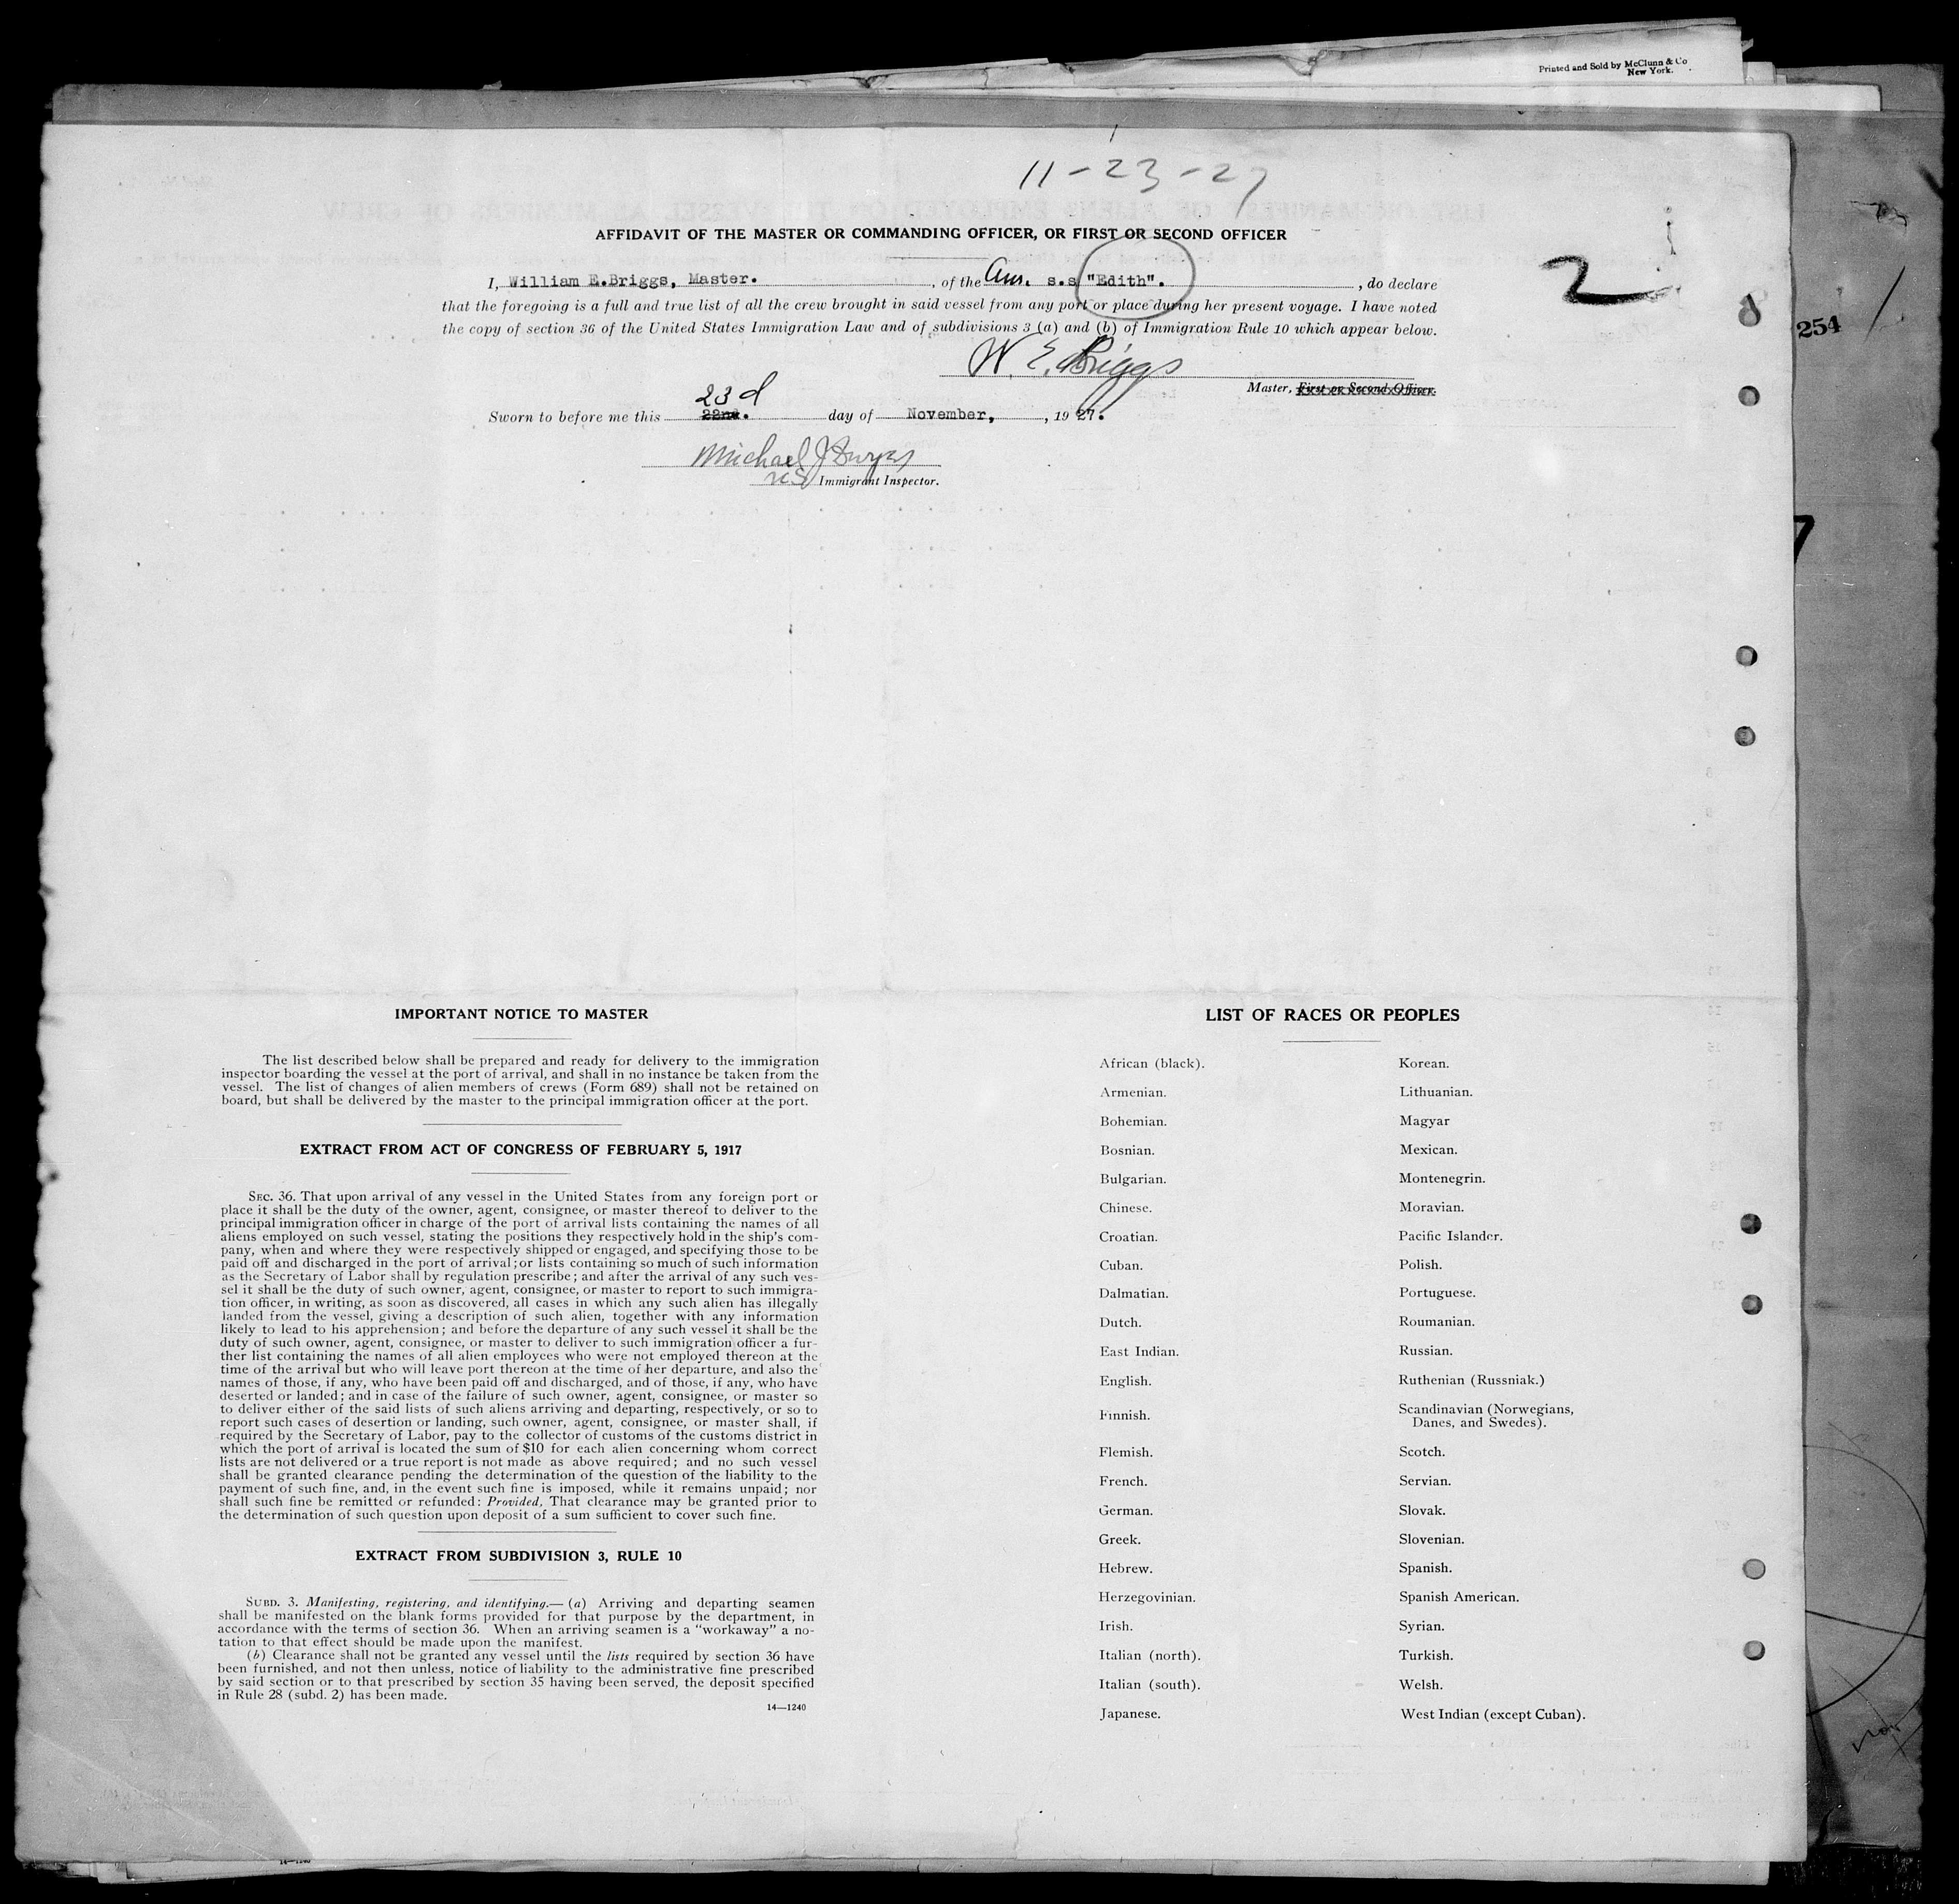 Printed and Sold by McClunn & Co
New York.
11-23-27
AFFIDAVIT OF THE MASTER OR COMMANDING OFFICER, OR FIRST OR SECOND OFFICER
I, William E.Briggs, Master. , of the Am. s.s "Edith". , do declare
that the foregoing is a full and true list of all the crew brought in said vessel from any port or place during her present voyage. I have noted
the copy of section 36 of the United States Immigration Law and of subdivisions 3 (a) and (b) of Immigration Rule 10 which appear below.
2
254
W. E. Briggs
Master, First or Second Officer.
23d
Sworn to before me this 22nd. day of November, , 19 27.
Michael J
US Immigrant Inspector.
IMPORTANT NOTICE TO MASTER
The list described below shall be prepared and ready for delivery to the immigration
inspector boarding the vessel at the port of arrival, and shall in no instance be taken from the
vessel. The list of changes of alien members of crews (Form 689) shall not be retained on
board, but shall be delivered by the master to the principal immigration officer at the port.
EXTRACT FROM ACT OF CONGRESS OF FEBRUARY 5, 1917
SEC. 36. That upon arrival of any vessel in the United States from any foreign port or
place it shall be the duty of the owner, agent, consignee, or master thereof to deliver to the
principal immigration officer in charge of the port of arrival lists containing the names of all
aliens employed on such vessel, stating the positions they respectively hold in the ship's com-
pany, when and where they were respectively shipped or engaged, and specifying those to be
paid off and discharged in the port of arrival; or lists containing so much of such information
as the Secretary of Labor shall by regulation prescribe; and after the arrival of any such ves-
sel it shall be the duty of such owner, agent, consignee, or master to report to such immigra-
tion officer, in writing, as soon as discovered, all cases in which any such alien has illegally
landed from the vessel, giving a description of such alien, together with any information
likely to lead to his apprehension; and before the departure of any such vessel it shall be the
duty of such owner, agent, consignee, or master to deliver to such immigration officer a fur-
ther list containing the names of all alien employees who were not employed thereon at the
time of the arrival but who will leave port thereon at the time of her departure, and also the
names of those, if any, who have been paid off and discharged, and of those, if any, who have
deserted or landed; and in case of the failure of such owner, agent, consignee, or master so
to deliver either of the said lists of such aliens arriving and departing, respectively, or so to
report such cases of desertion or landing, such owner, agent, consignee, or master shall, if
required by the Secretary of Labor, pay to the collector of customs of the customs district in
which the port of arrival is located the sum of $10 for each alien concerning whom correct
lists are not delivered or a true report is not made as above required; and no such vessel
shall be granted clearance pending the determination of the question of the liability to the
payment of such fine, and, in the event such fine is imposed, while it remains unpaid; nor
shall such fine be remitted or refunded: Provided, That clearance may be granted prior to
the determination of such question upon deposit of a sum sufficient to cover such fine.
EXTRACT FROM SUBDIVISION 3, RULE 10
SUBD. 3. Manifesting, registering, and identifying.— (a) Arriving and departing seamen
shall be manifested on the blank forms provided for that purpose by the department, in
accordance with the terms of section 36. When an arriving seamen is a "workaway" a no-
tation to that effect should be made upon the manifest.
(b) Clearance shall not be granted any vessel until the lists required by section 36 have
been furnished, and not then unless, notice of liability to the administrative fine prescribed
by said section or to that prescribed by section 35 having been served, the deposit specified
in Rule 28 (subd. 2) has been made.
14—1240
LIST OF RACES OR PEOPLES
African (black).
Armenian.
Bohemian.
Bosnian.
Bulgarian.
Chinese.
Croatian.
Cuban.
Dalmatian.
Dutch.
East Indian.
English.
Finnish.
Flemish.
French.
German.
Greek.
Hebrew.
Herzegovinian.
Irish.
Italian (north).
Italian (south).
Japanese.
Korean.
Lithuanian.
Magyar
Mexican.
Montenegrin.
Moravian.
Pacific Islander.
Polish.
Portuguese.
Roumanian.
Russian.
Ruthenian (Russniak.)
Scandinavian (Norwegians,
Danes, and Swedes).
Scotch.
Servian.
Slovak.
Slovenian.
Spanish.
Spanish American.
Syrian.
Turkish.
Welsh.
West Indian (except Cuban).